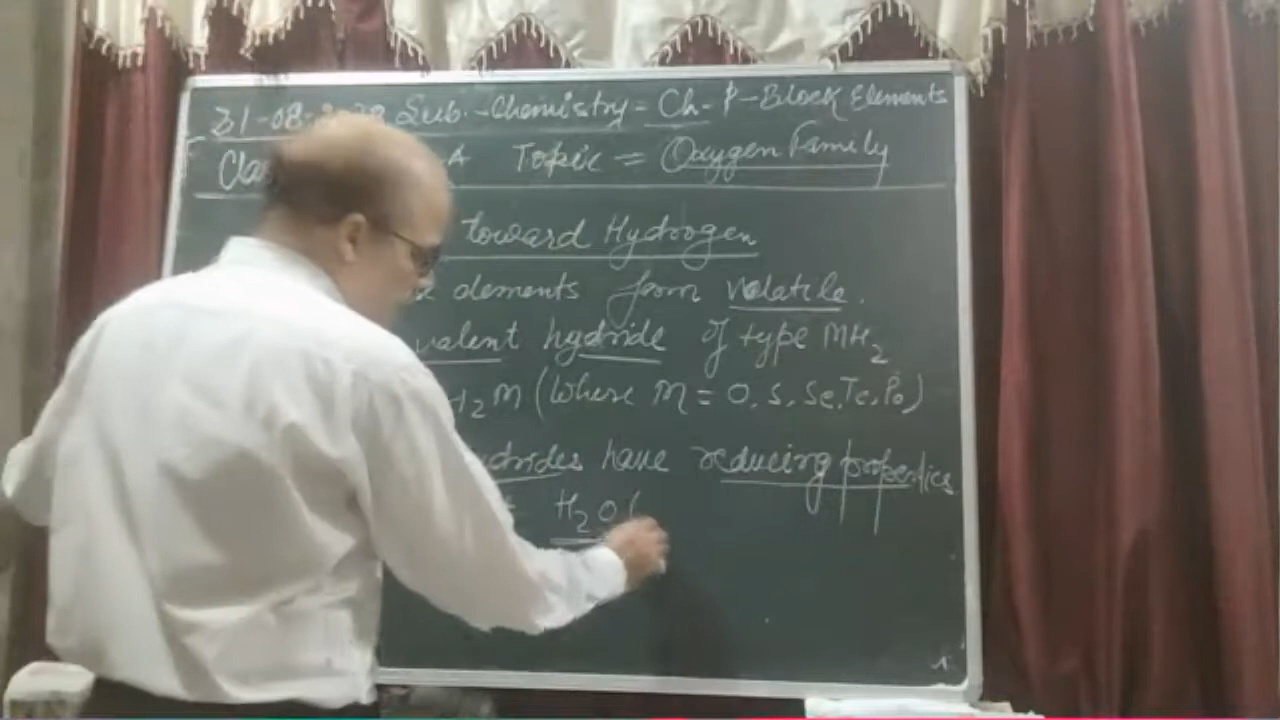 31-08- Sub.-Chemistry = Ch- P-Block Elements
A Topic = Oxygen Family
toward Hydrogen
elements form volatile.
valent hydride of type MH₂
H₂M (Where M = O, S, Se, Te, Po)
drides have reducing properties
H₂O(